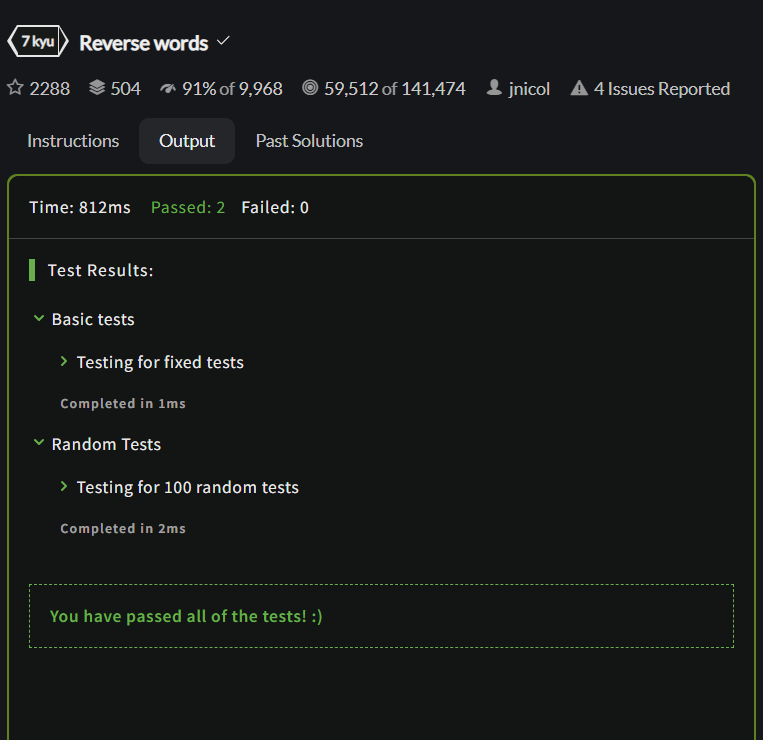 7 kyu Reverse words
2288 504 91% of 9,968 59,512 of 141,474 jnicol 4 Issues Reported
Instructions Output Past Solutions
Time: 812ms Passed: 2 Failed: 0
Test Results:
Basic tests
Testing for fixed tests
Completed in 1ms
Random Tests
Testing for 100 random tests
Completed in 2ms
You have passed all of the tests! :)